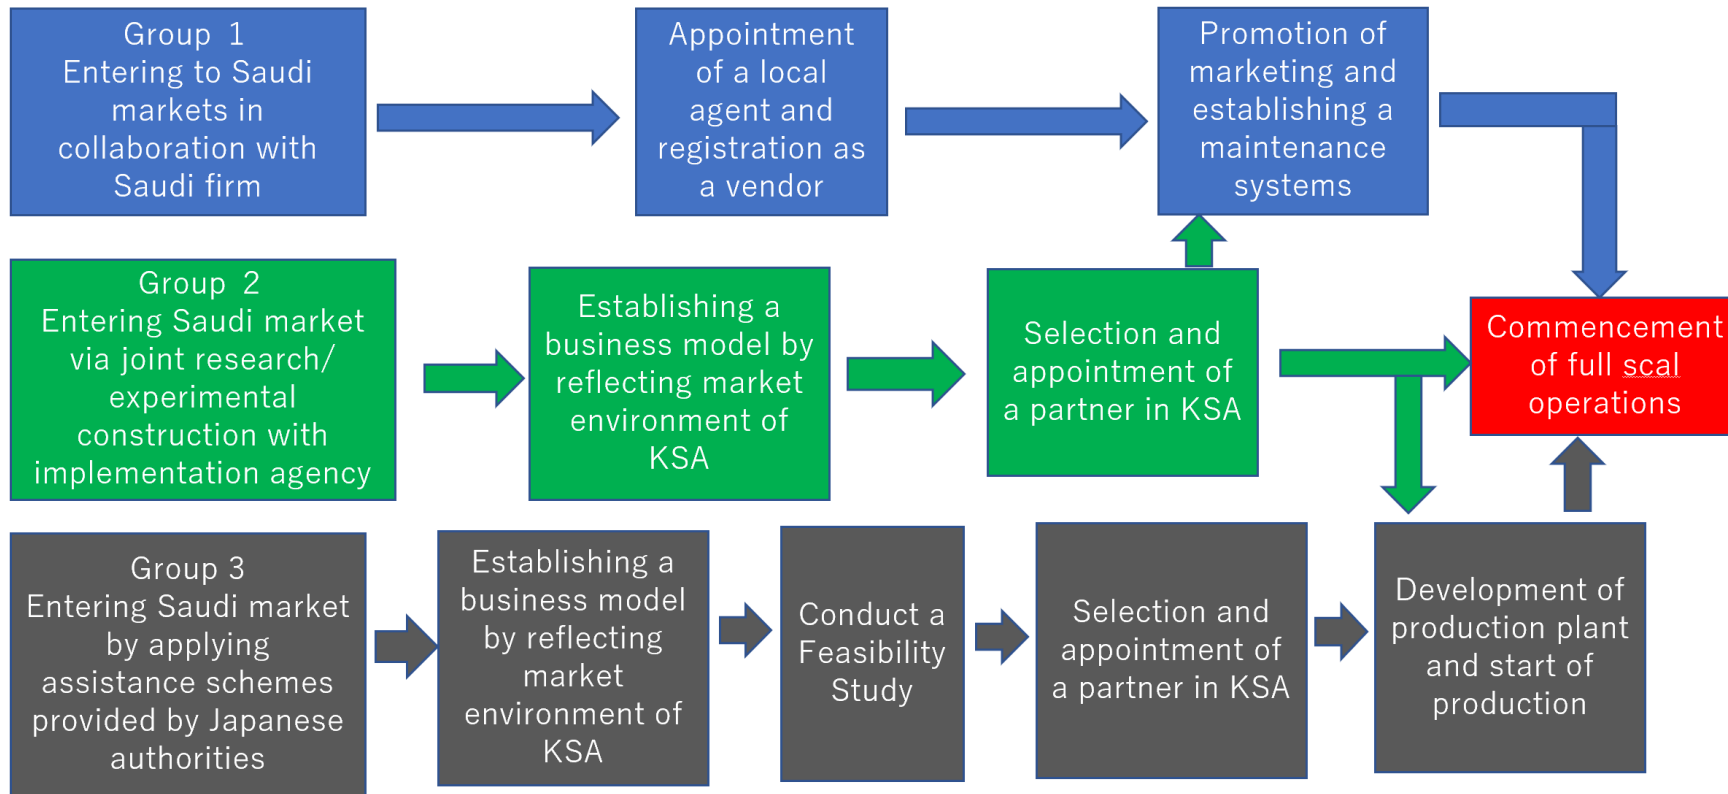 Group 1
Entering to Saudi
markets in
collaboration with
Saudi firm
Appointment
of a local
agent and
registration as
a vendor
Promotion of
marketing and
establishing a
maintenance
systems
Group 2
Entering Saudi market
via joint research/
experimental
construction with
implementation agency
Establishing a
business model by
reflecting market
environment of
KSA
Selection and
appointment of
a partner in KSA
Commencement
of full scal
operations
Group 3
Entering Saudi market
by applying
assistance schemes
provided by Japanese
authorities
Establishing a
business model
by reflecting
market
environment of
KSA
Conduct a
Feasibility
Study
Selection and
appointment of
a partner in KSA
Development of
production plant
and start of
production